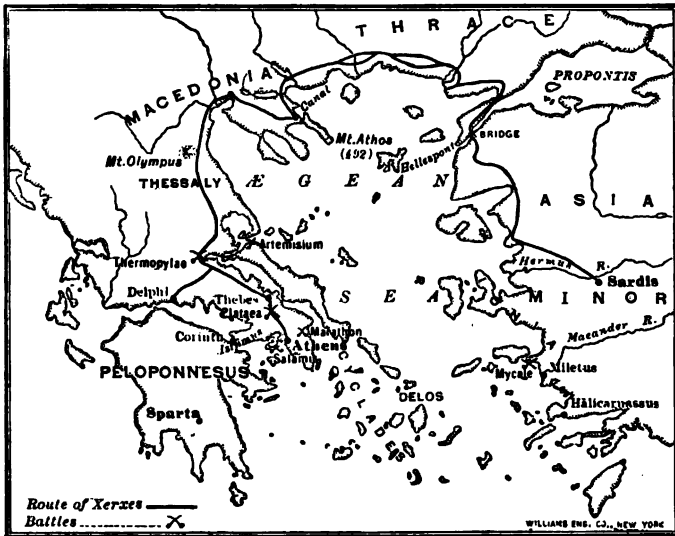 THRACE
PROPONTIS
MACEDONIA
Canal
Mt. Athos
(492)
BRIDGE
Hellespont
Mt. Olympus
THESSALY
ÆGEAN
ASIA
Artemisium
Thermopylae
Hermus R.
Sardis
Delphi
Thebes
Plataea
SEA
MINOR
Marathon
Corinth
Isthmus
Athens
Salamis
Maeander R.
PELOPONNESUS
Mycale
Miletus
CYCLADES
DELOS
Halicarnassus
Sparta
Route of Xerxes
Battles
WILLIAMS ENG. CO., NEW YORK